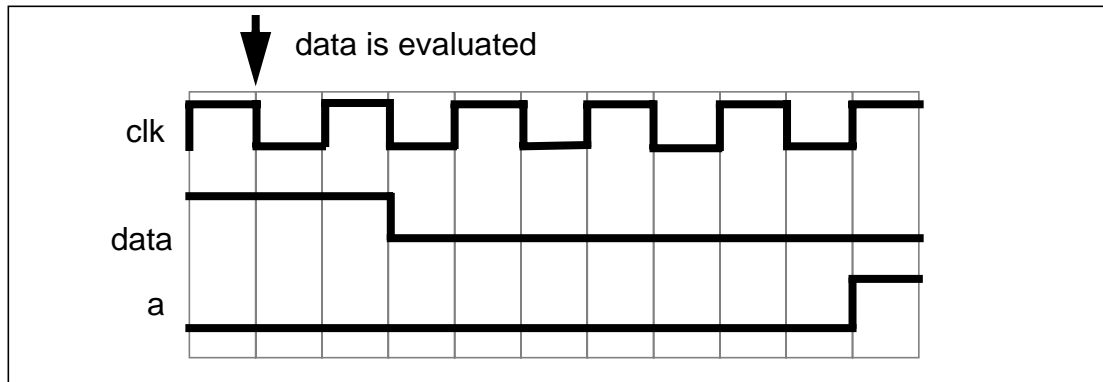 data is evaluated
clk
data
a